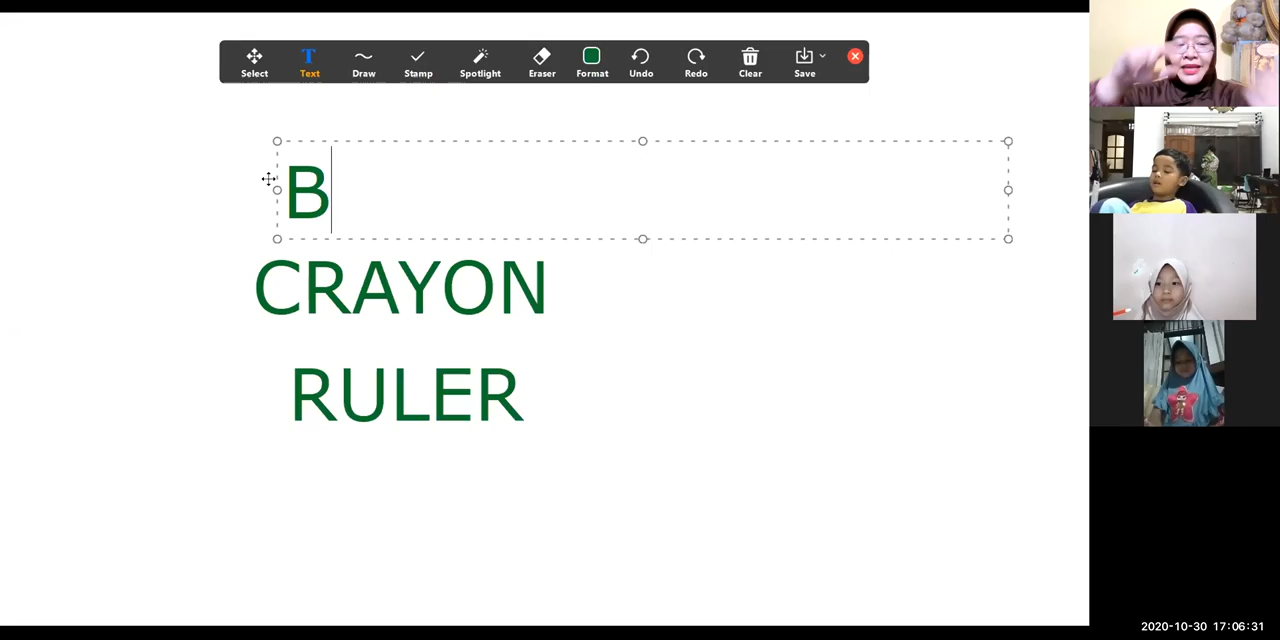 Select Text Draw Stamp Spotlight Eraser Format Undo Redo Clear Save
B
CRAYON
RULER
2020-10-30 17:06:31